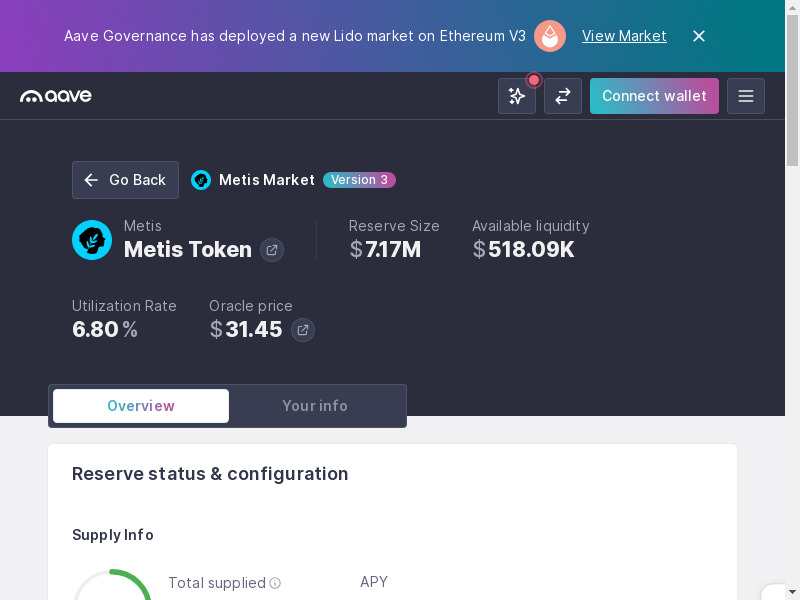 Aave Governance has deployed a new Lido market on Ethereum V3 View Market
aave Connect wallet
Go Back Metis Market Version 3
Metis Reserve Size Available liquidity
Metis Token $7.17M $518.09K
Utilization Rate Oracle price
6.80% $31.45
Overview Your info
Reserve status & configuration
Supply Info
Total supplied APY